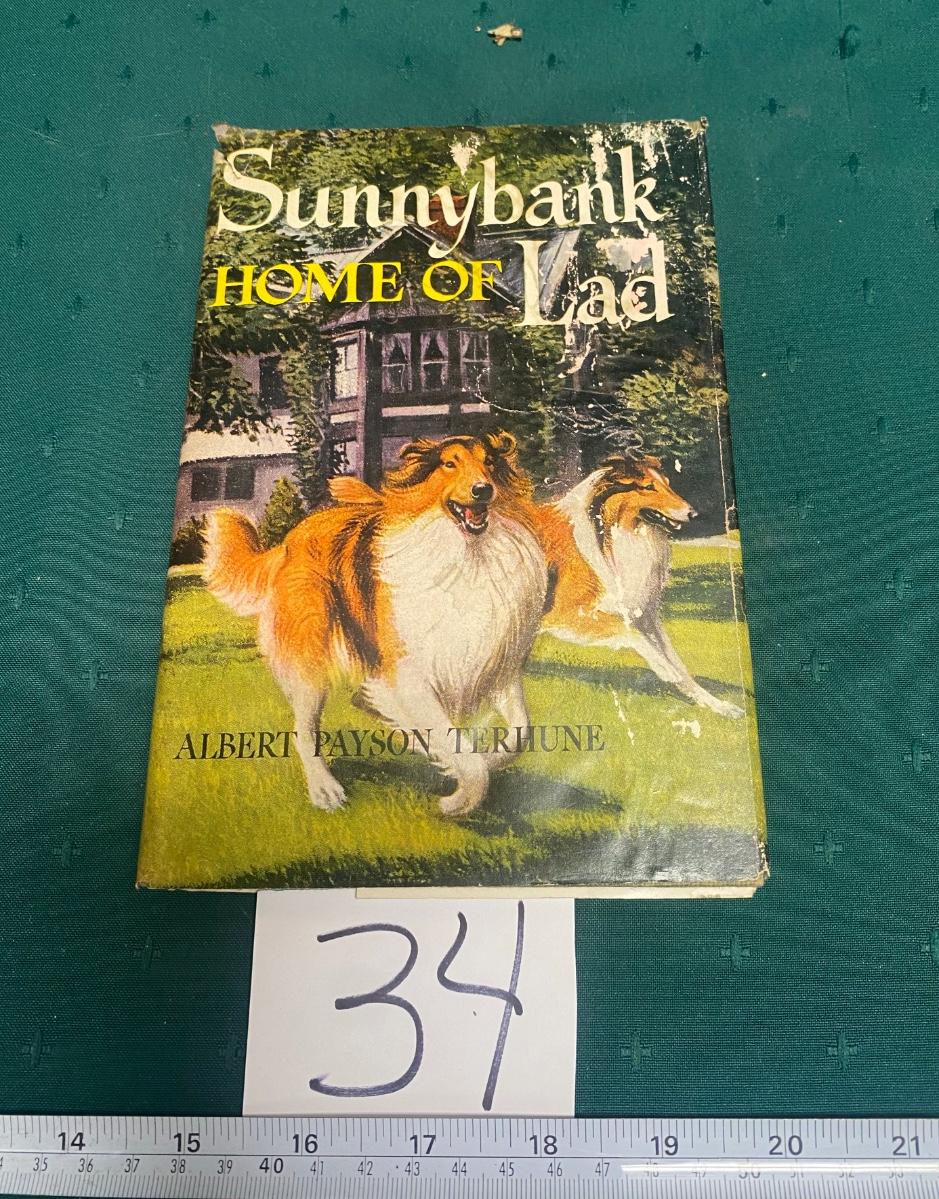 Sunnybank
HOME OF Lad
ALBERT PAYSON TERHUNE
34
14 15 16 17 18 19 20 21
35 36 37 38 39 40 41 42 43 44 45 46 47